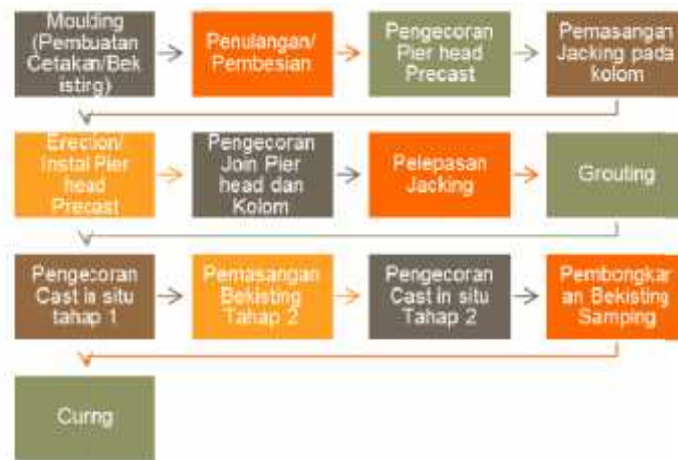 Moulding
(Pembuatan
Cetakan/Bek
isting)
Penulangan/
Pembesian
Pengecoran
Pier head
Precast
Pemasangan
Jacking pada
kolom
Erection/
Instal Pier
head
Precast
Pengecoran
Join Pier
head dan
Kolom
Pelepasan
Jacking
Grouting
Pengecoran
Cast in situ
tahap 1
Pemasangan
Bekisting
Tahap 2
Pengecoran
Cast in situ
Tahap 2
Pembongkar
an Bekisting
Samping
Curng